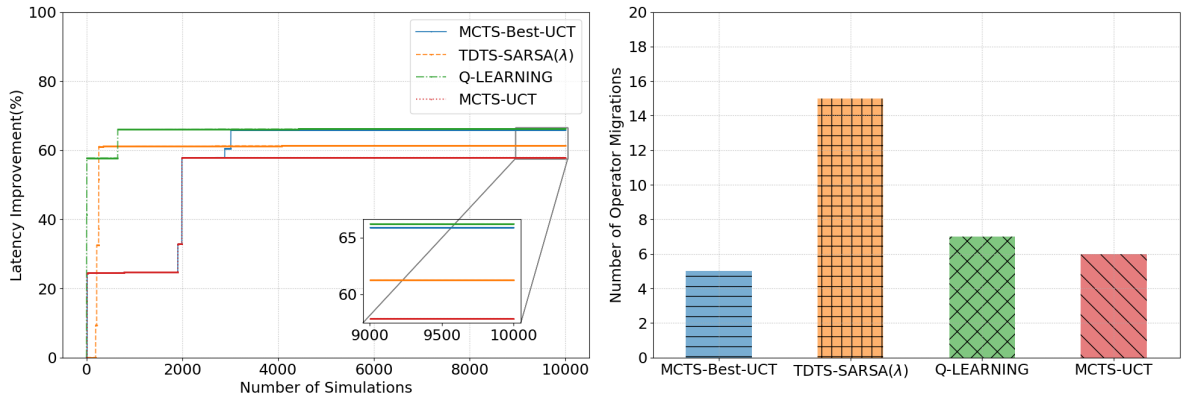 100
80
60
40
20
0
Latency Improvement(%)
0
2000
4000
6000
8000
10000
Number of Simulations
MCTS-Best-UCT
TDTS-SARSA(λ)
Q-LEARNING
MCTS-UCT
65
60
9000
9500
10000
20
18
16
14
12
10
8
6
4
2
0
Number of Operator Migrations
MCTS-Best-UCT
TDTS-SARSA(λ)
Q-LEARNING
MCTS-UCT